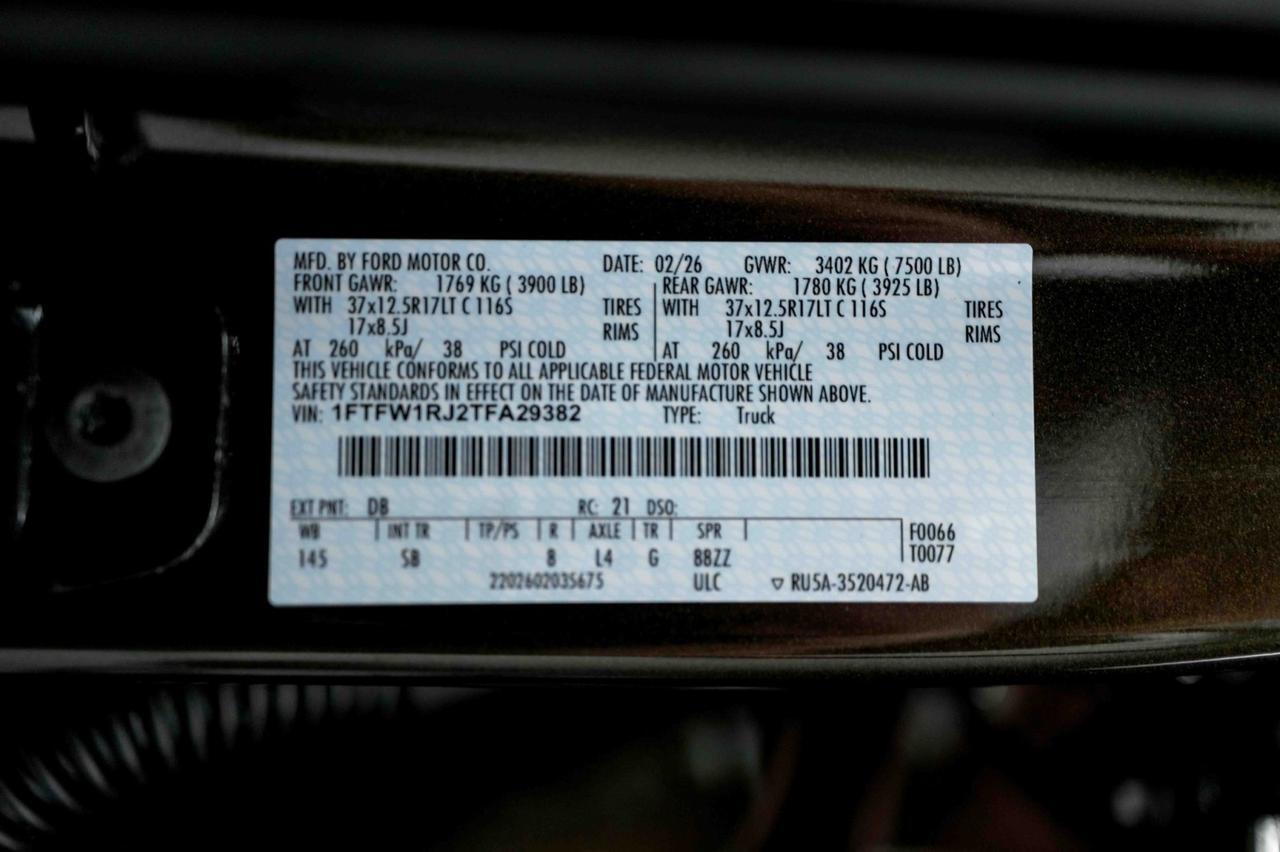 MFD. BY FORD MOTOR CO. DATE: 02/26 GVWR: 3402 KG ( 7500 LB)
FRONT GAWR: 1769 KG ( 3900 LB) REAR GAWR: 1780 KG ( 3925 LB)
WITH 37x12.5R17LT C 116S TIRES WITH 37x12.5R17LT C 116S TIRES
17x8.5J RIMS 17x8.5J RIMS
AT 260 kPa/ 38 PSI COLD AT 260 kPa/ 38 PSI COLD
THIS VEHICLE CONFORMS TO ALL APPLICABLE FEDERAL MOTOR VEHICLE
SAFETY STANDARDS IN EFFECT ON THE DATE OF MANUFACTURE SHOWN ABOVE.
VIN: 1FTFW1RJ2TFA29382 TYPE: Truck
EXT PNT: DB RC: 21 DSO:
WB INT TR TP/PS R AXLE TR SPR F0066
145 SB 8 L4 G 88ZZ T0077
2202602035675 ULC ▽ RU5A-3520472-AB